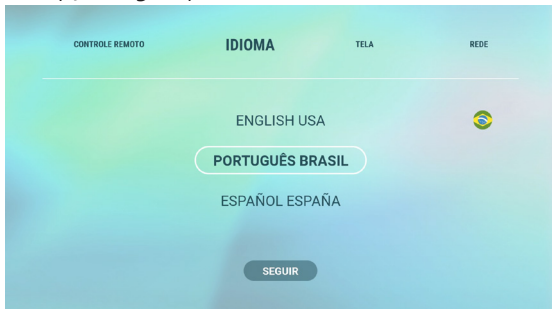 CONTROLE REMOTO IDIOMA TELA REDE
ENGLISH USA
PORTUGUÊS BRASIL
ESPAÑOL ESPAÑA
SEGUIR